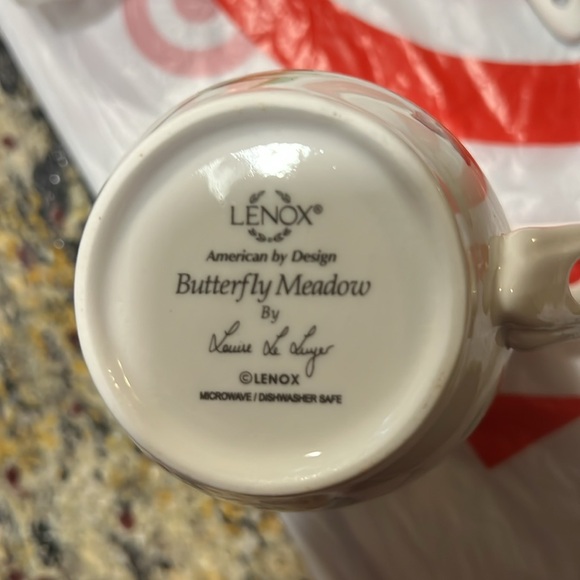 LENOX®
American by Design
Butterfly Meadow
By
Louise Le Luyer
©LENOX
MICROWAVE / DISHWASHER SAFE